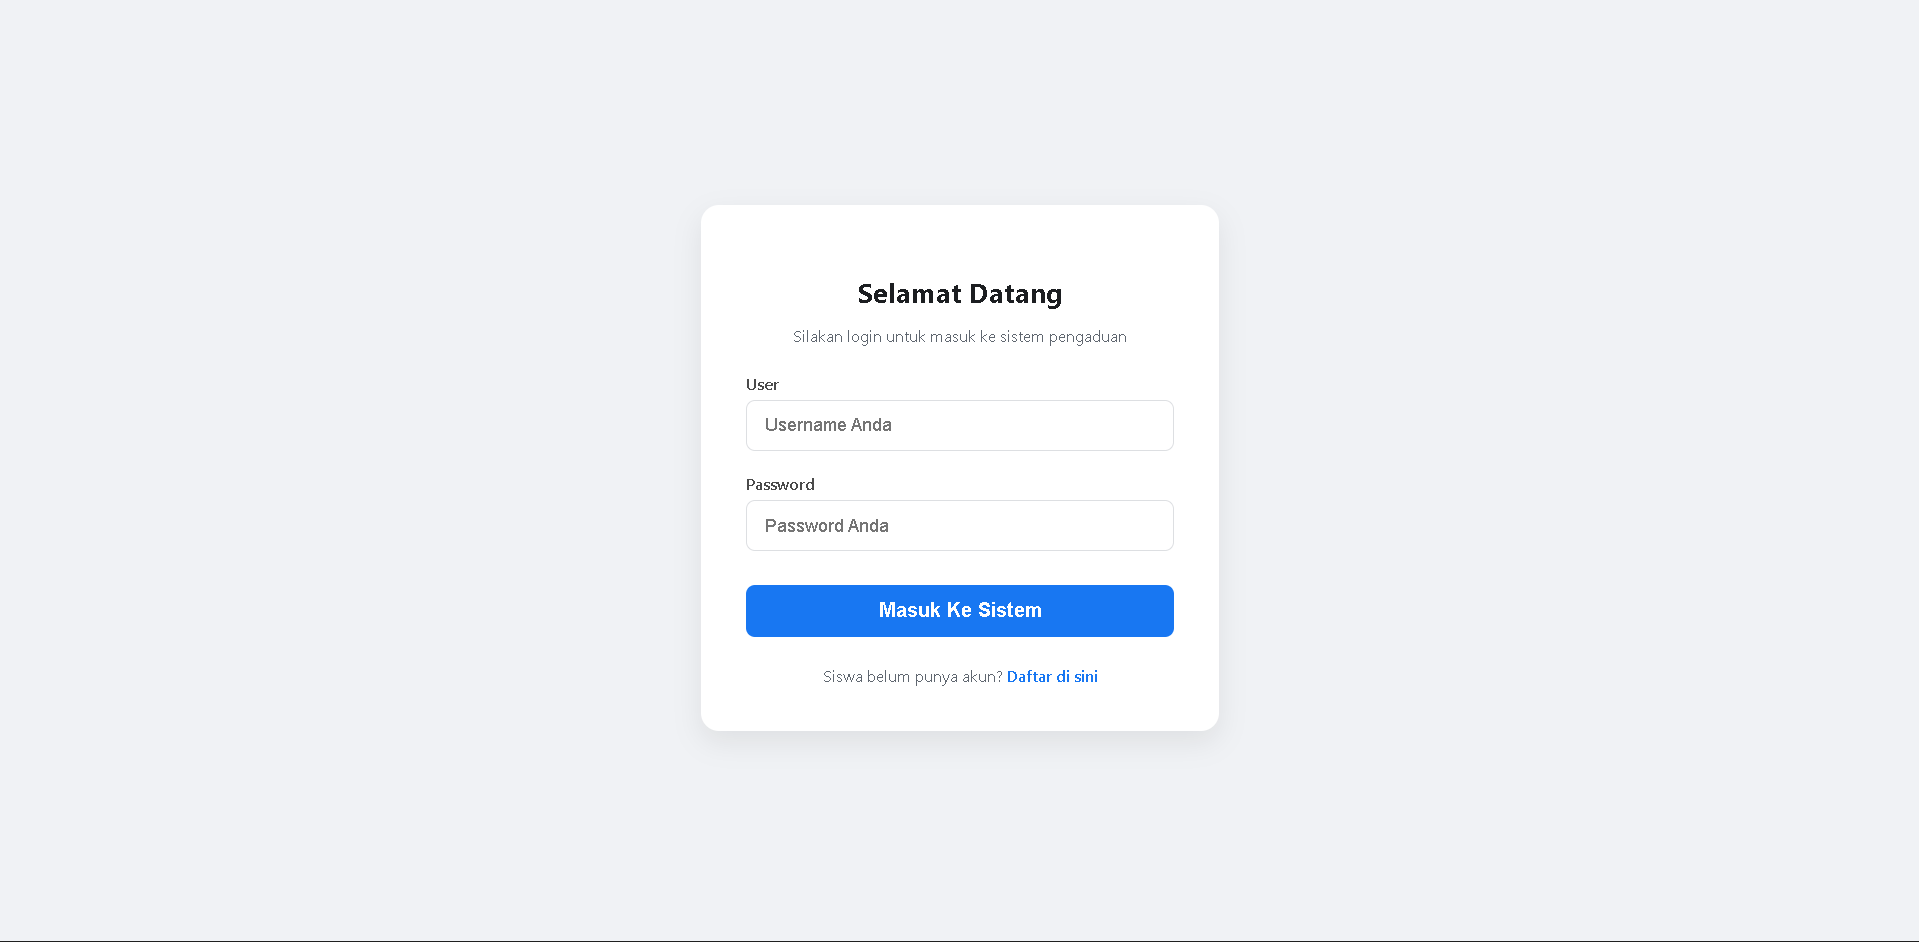 Selamat Datang
Silakan login untuk masuk ke sistem pengaduan
User
Username Anda
Password
Password Anda
Masuk Ke Sistem
Siswa belum punya akun? Daftar di sini